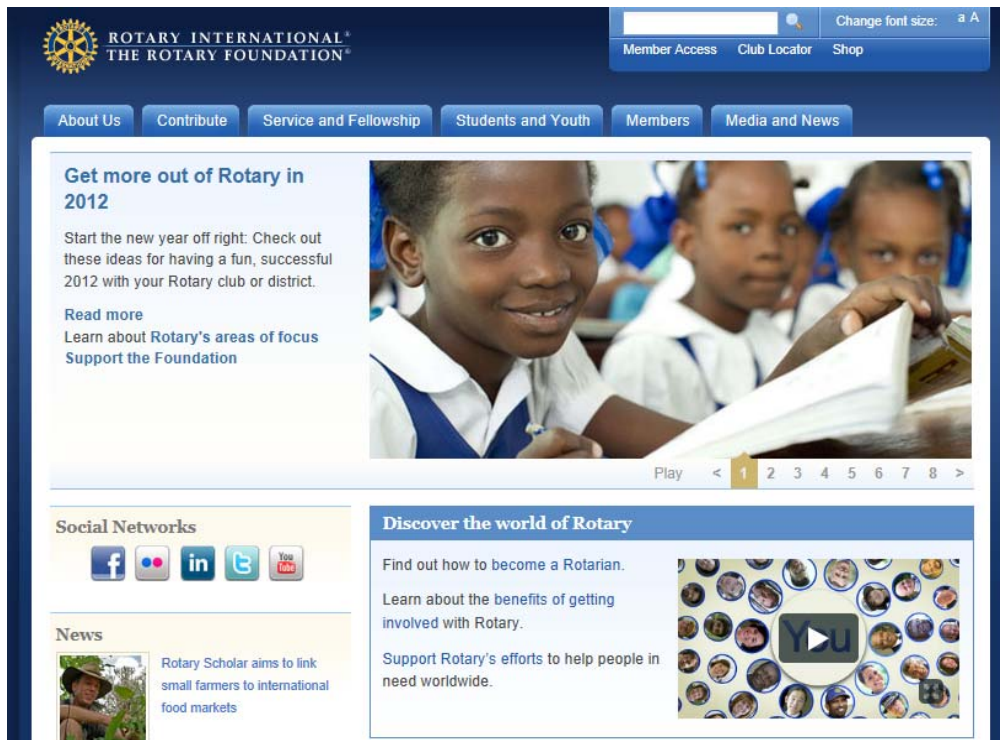 ROTARY INTERNATIONAL®
THE ROTARY FOUNDATION®
Change font size: a A
Member Access Club Locator Shop
About Us Contribute Service and Fellowship Students and Youth Members Media and News
Get more out of Rotary in
2012
Start the new year off right: Check out
these ideas for having a fun, successful
2012 with your Rotary club or district.
Read more
Learn about Rotary's areas of focus
Support the Foundation
Play < 1 2 3 4 5 6 7 8 >
Social Networks
f in t You Tube
News
Rotary Scholar aims to link
small farmers to international
food markets
Discover the world of Rotary
Find out how to become a Rotarian.
Learn about the benefits of getting
involved with Rotary.
Support Rotary's efforts to help people in
need worldwide.
You